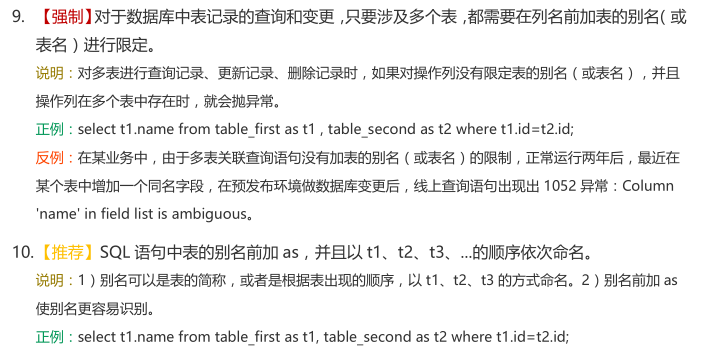 9. 【强制】对于数据库中表记录的查询和变更，只要涉及多个表，都需要在列名前加表的别名（或
表名）进行限定。
说明：对多表进行查询记录、更新记录、删除记录时，如果对操作列没有限定表的别名（或表名），并且
操作列在多个表中存在时，就会抛异常。
正例：select t1.name from table_first as t1 , table_second as t2 where t1.id=t2.id;
反例：在某业务中，由于多表关联查询语句没有加表的别名（或表名）的限制，正常运行两年后，最近在
某个表中增加一个同名字段，在预发布环境做数据库变更后，线上查询语句出现出 1052 异常：Column
'name' in field list is ambiguous。
10. 【推荐】SQL 语句中表的别名前加 as，并且以 t1、t2、t3、...的顺序依次命名。
说明：1）别名可以是表的简称，或者是根据表出现的顺序，以 t1、t2、t3 的方式命名。2）别名前加 as
使别名更容易识别。
正例：select t1.name from table_first as t1, table_second as t2 where t1.id=t2.id;